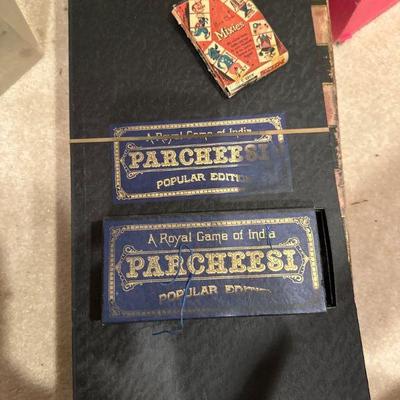 Mixies
A Royal Game of India
PARCHEESI
POPULAR EDITION
A Royal Game of India
PARCHEESI
POPULAR EDITION